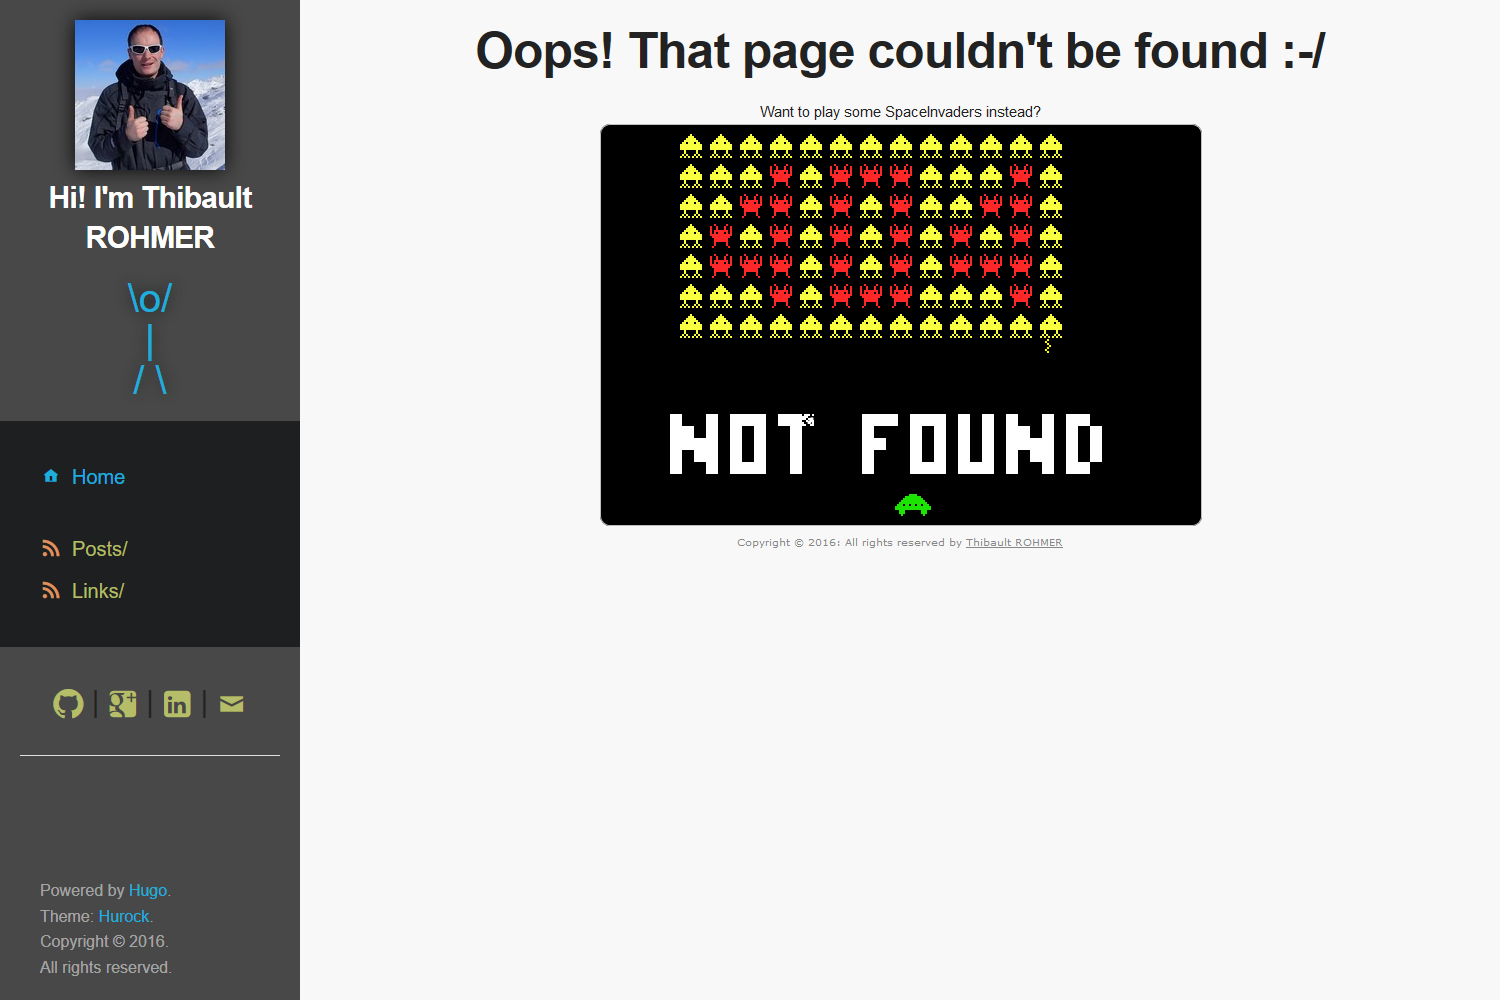 Hi! I'm Thibault
ROHMER
\o/
|
/ \
Home
Posts/
Links/
Powered by Hugo.
Theme: Hurock.
Copyright © 2016.
All rights reserved.
Oops! That page couldn't be found :-/
Want to play some SpaceInvaders instead?
404
NOT FOUND
Copyright © 2016: All rights reserved by Thibault ROHMER